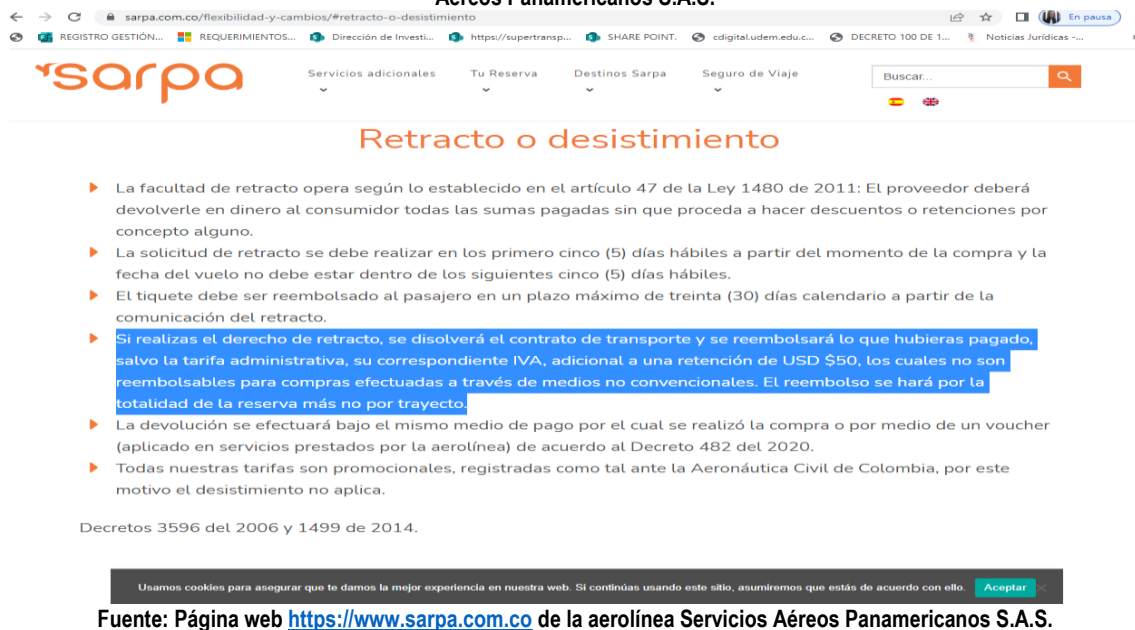 Aéreos Panamericanos S.A.S.
sarpa.com.co/flexibilidad-y-cambios/#retracto-o-desistimiento
En pausa
REGISTRO GESTIÓN... REQUERIMIENTOS... Dirección de Investi... https://supertransp... SHARE POINT. cdigital.udem.edu.c... DECRETO 100 DE 1... Noticias Jurídicas -...
sarpa
Servicios adicionales Tu Reserva Destinos Sarpa Seguro de Viaje Buscar...
Retracto o desistimiento
La facultad de retracto opera según lo establecido en el artículo 47 de la Ley 1480 de 2011: El proveedor deberá
devolverle en dinero al consumidor todas las sumas pagadas sin que proceda a hacer descuentos o retenciones por
concepto alguno.
La solicitud de retracto se debe realizar en los primero cinco (5) días hábiles a partir del momento de la compra y la
fecha del vuelo no debe estar dentro de los siguientes cinco (5) días hábiles.
El tiquete debe ser reembolsado al pasajero en un plazo máximo de treinta (30) días calendario a partir de la
comunicación del retracto.
Si realizas el derecho de retracto, se disolverá el contrato de transporte y se reembolsará lo que hubieras pagado,
salvo la tarifa administrativa, su correspondiente IVA, adicional a una retención de USD $50, los cuales no son
reembolsables para compras efectuadas a través de medios no convencionales. El reembolso se hará por la
totalidad de la reserva más no por trayecto.
La devolución se efectuará bajo el mismo medio de pago por el cual se realizó la compra o por medio de un voucher
(aplicado en servicios prestados por la aerolínea) de acuerdo al Decreto 482 del 2020.
Todas nuestras tarifas son promocionales, registradas como tal ante la Aeronáutica Civil de Colombia, por este
motivo el desistimiento no aplica.
Decretos 3596 del 2006 y 1499 de 2014.
Usamos cookies para asegurar que te damos la mejor experiencia en nuestra web. Si continúas usando este sitio, asumiremos que estás de acuerdo con ello. Aceptar
Fuente: Página web https://www.sarpa.com.co de la aerolínea Servicios Aéreos Panamericanos S.A.S.